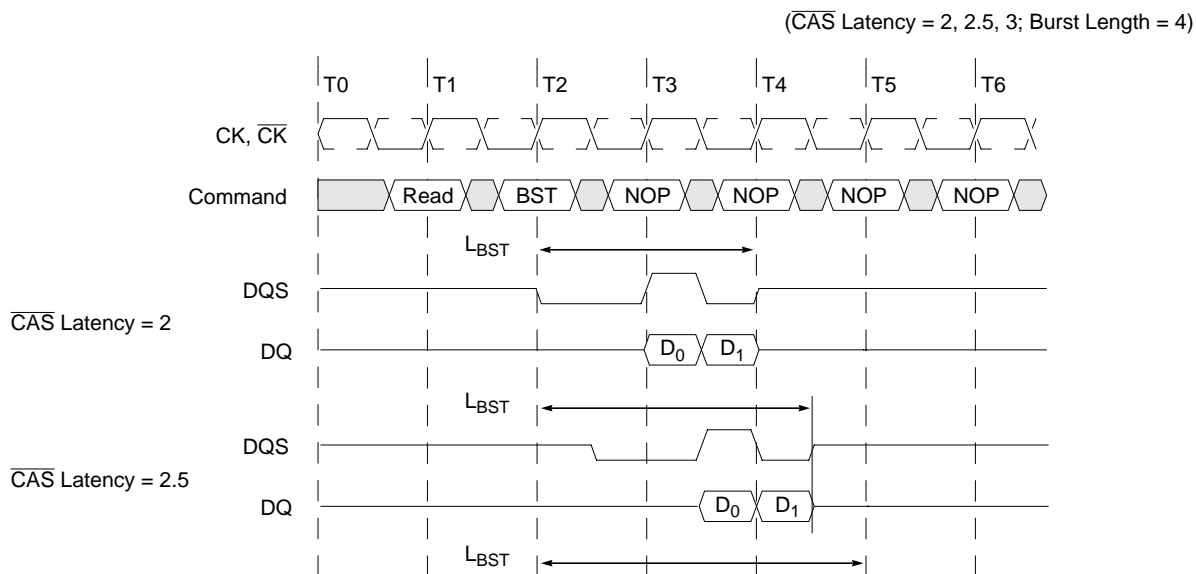 (CAS Latency = 2, 2.5, 3; Burst Length = 4)
T0 T1 T2 T3 T4 T5 T6
CK, CK
Command Read BST NOP NOP NOP NOP
LBST
DQS
CAS Latency = 2
DQ D0 D1
LBST
DQS
CAS Latency = 2.5
DQ D0 D1
LBST